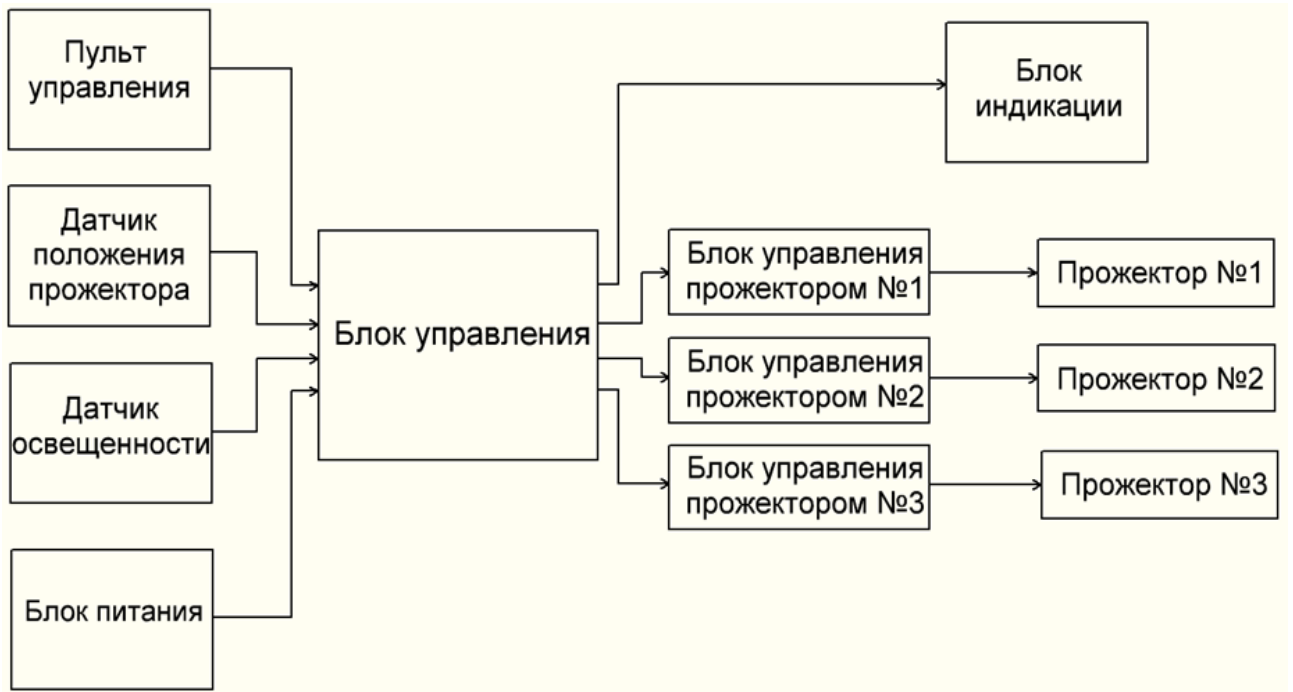 Пульт
управления
Датчик
положения
прожектора
Датчик
освещенности
Блок питания
Блок управления
Блок
индикации
Блок управления
прожектором №1
Прожектор №1
Блок управления
прожектором №2
Прожектор №2
Блок управления
прожектором №3
Прожектор №3